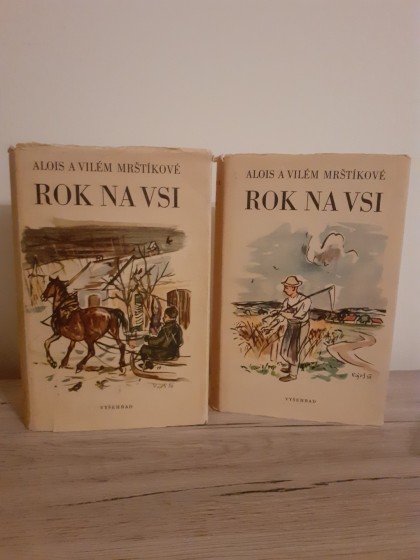 ALOIS A VILÉM MRŠTÍKOVÉ
ROK NA VSI
VYŠEHRAD
ALOIS A VILÉM MRŠTÍKOVÉ
ROK NA VSI
VYŠEHRAD